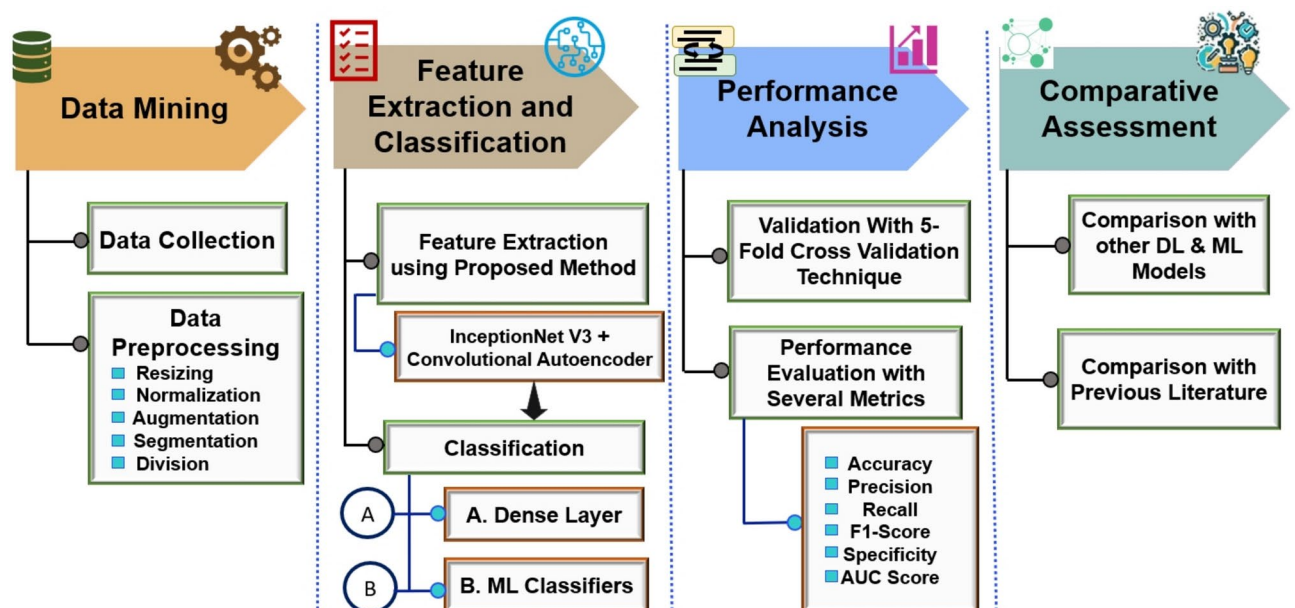 Data Mining
Data Collection
Data
Preprocessing
Resizing
Normalization
Augmentation
Segmentation
Division
Feature
Extraction and
Classification
Feature Extraction
using Proposed Method
InceptionNet V3 +
Convolutional Autoencoder
Classification
A
A. Dense Layer
B
B. ML Classifiers
Performance
Analysis
Validation With 5-
Fold Cross Validation
Technique
Performance
Evaluation with
Several Metrics
Accuracy
Precision
Recall
F1-Score
Specificity
AUC Score
Comparative
Assessment
Comparison with
other DL & ML
Models
Comparison with
Previous Literature